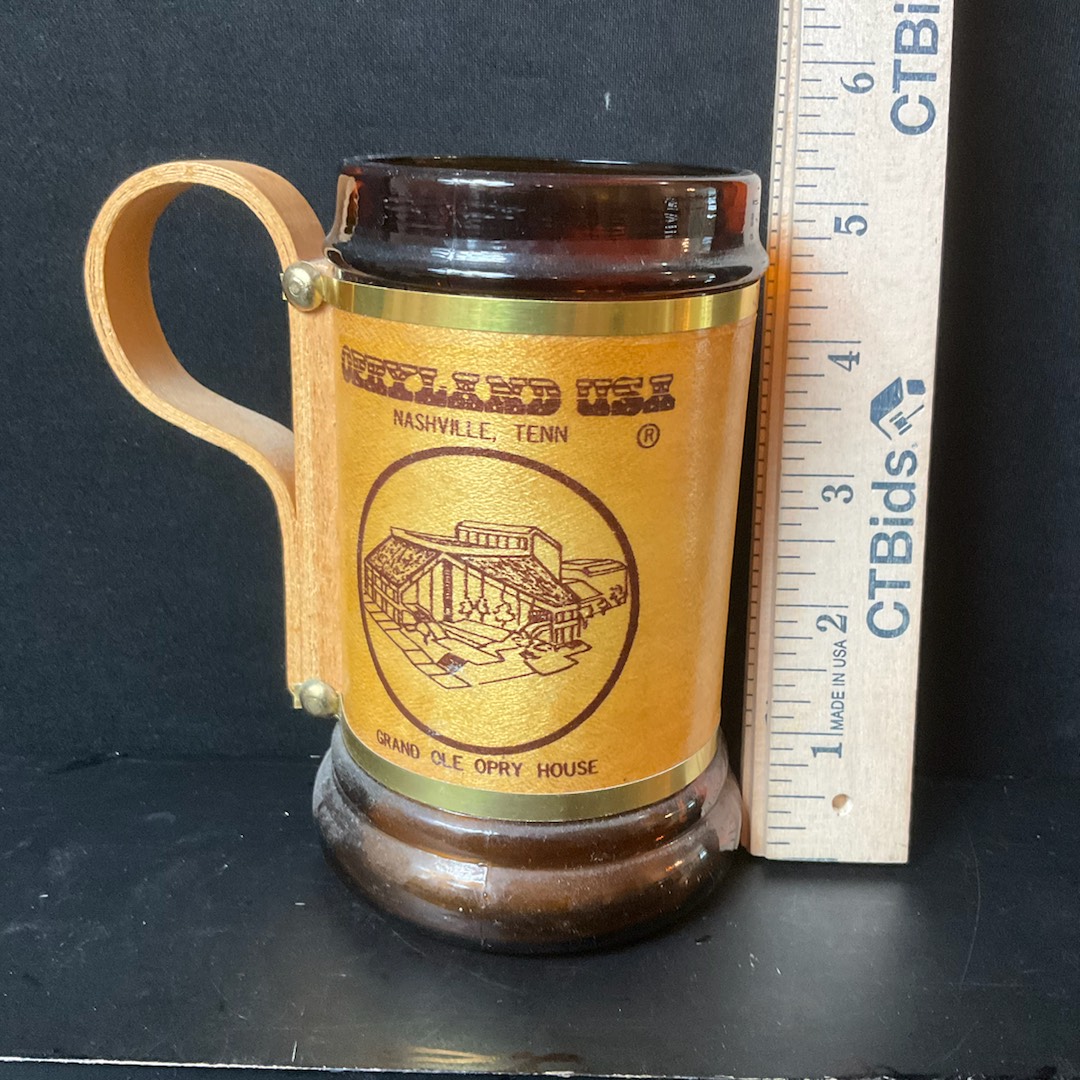 OPRYLAND USA
NASHVILLE, TENN
®
GRAND OLE OPRY HOUSE
CTBi
6
5
4
3
2
1
CTBids.
MADE IN USA